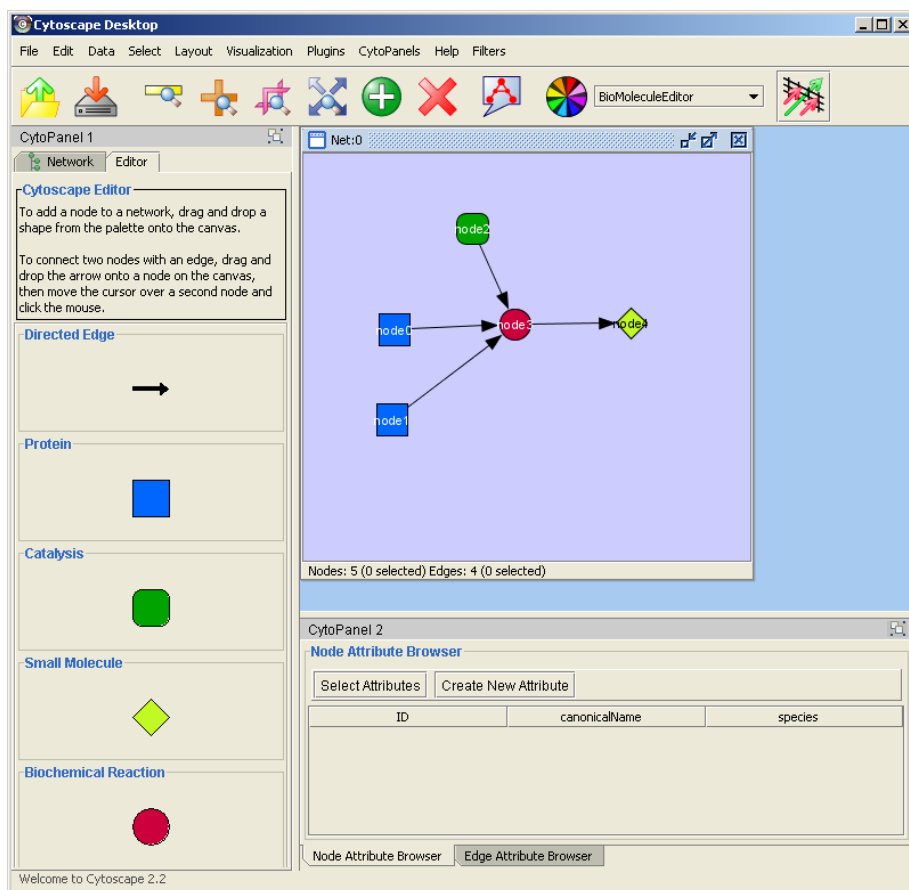 Cytoscape Desktop
File Edit Data Select Layout Visualization Plugins CytoPanels Help Filters
BioMoleculeEditor
CytoPanel 1
Network Editor
Cytoscape Editor
To add a node to a network, drag and drop a
shape from the palette onto the canvas.
To connect two nodes with an edge, drag and
drop the arrow onto a node on the canvas,
then move the cursor over a second node and
click the mouse.
Directed Edge
Protein
Catalysis
Small Molecule
Biochemical Reaction
Net:0
node2
node0
node3
node4
node1
Nodes: 5 (0 selected) Edges: 4 (0 selected)
CytoPanel 2
Node Attribute Browser
Select Attributes Create New Attribute
ID canonicalName species
Node Attribute Browser Edge Attribute Browser
Welcome to Cytoscape 2.2